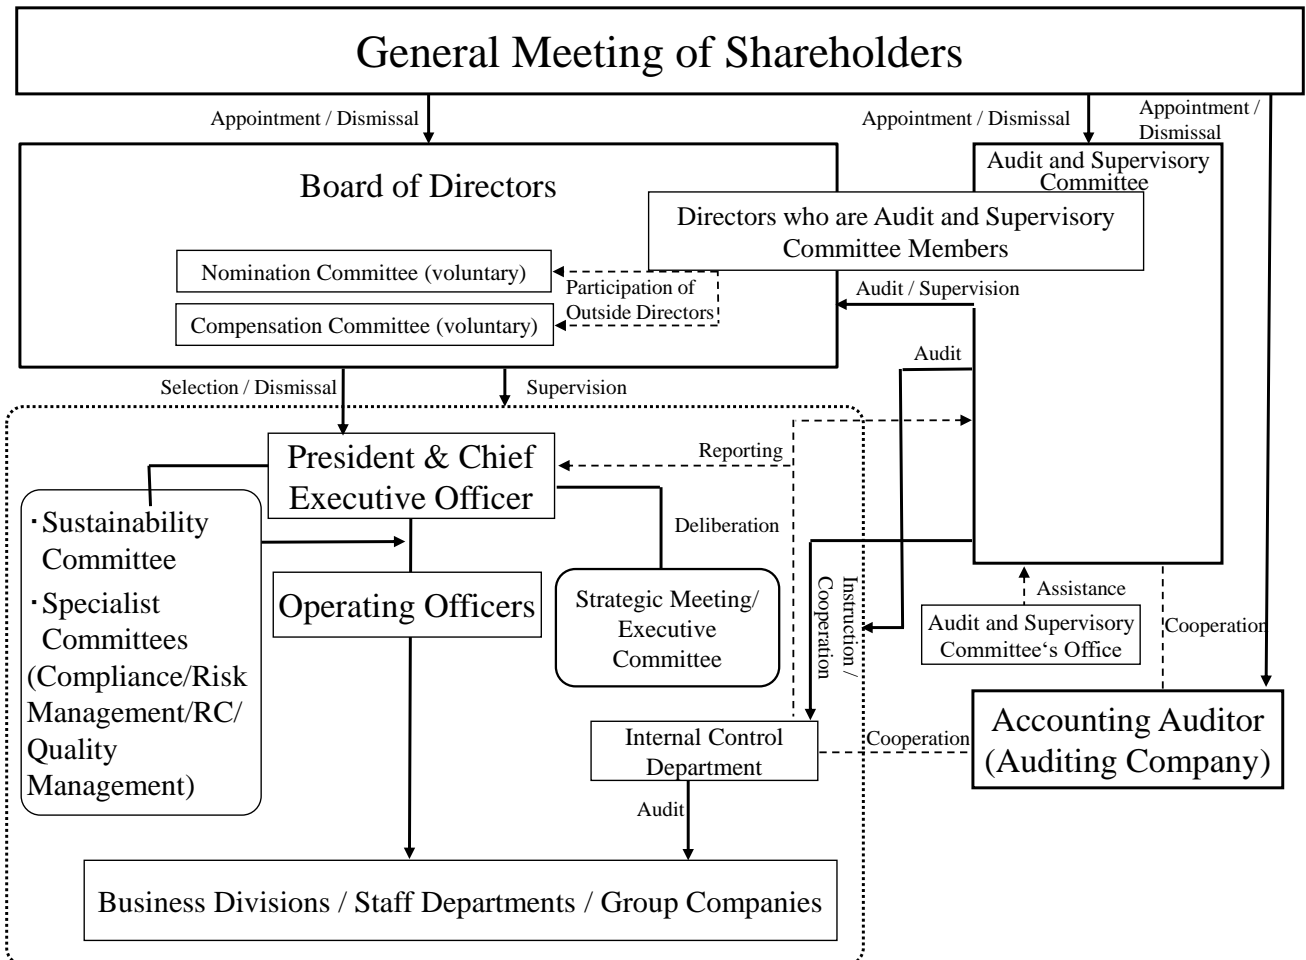 General Meeting of Shareholders
Appointment / Dismissal
Appointment / Dismissal
Appointment /
Dismissal
Board of Directors
Audit and Supervisory
Committee
Directors who are Audit and Supervisory
Committee Members
Nomination Committee (voluntary)
Participation of
Outside Directors
Compensation Committee (voluntary)
Audit / Supervision
Audit
Selection / Dismissal
Supervision
President & Chief
Executive Officer
Reporting
Deliberation
・Sustainability
Committee
・Specialist
Committees
(Compliance/Risk
Management/RC/
Quality
Management)
Operating Officers
Strategic Meeting/
Executive
Committee
Instruction /
Cooperation
Assistance
Audit and Supervisory
Committee‘s Office
Cooperation
Accounting Auditor
(Auditing Company)
Internal Control
Department
Cooperation
Audit
Business Divisions / Staff Departments / Group Companies